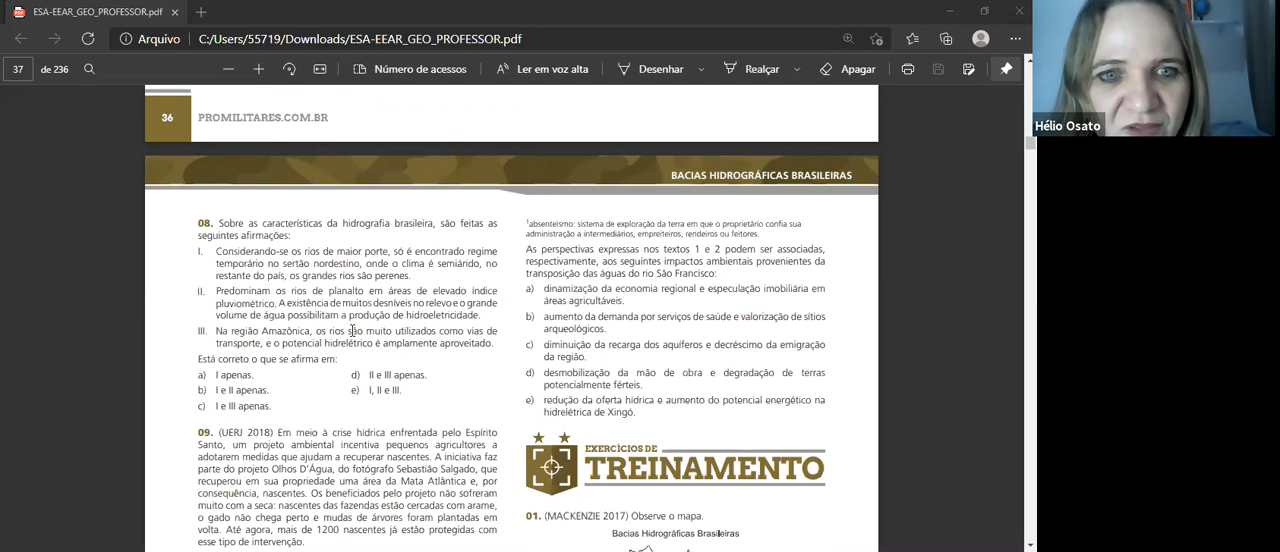 ESA-EEAR_GEO_PROFESSOR.pdf
Arquivo C:/Users/55719/Downloads/ESA-EEAR_GEO_PROFESSOR.pdf
37 de 236 Número de acessos Ler em voz alta Desenhar Realçar Apagar
Hélio Osato
36 PROMILITARES.COM.BR
BACIAS HIDROGRÁFICAS BRASILEIRAS
08. Sobre as características da hidrografia brasileira, são feitas as
seguintes afirmações:
I. Considerando-se os rios de maior porte, só é encontrado regime
temporário no sertão nordestino, onde o clima é semiárido, no
restante do país, os grandes rios são perenes.
II. Predominam os rios de planalto em áreas de elevado índice
pluviométrico. A existência de muitos desníveis no relevo e o grande
volume de água possibilitam a produção de hidroeletricidade.
III. Na região Amazônica, os rios são muito utilizados como vias de
transporte, e o potencial hidrelétrico é amplamente aproveitado.
Está correto o que se afirma em:
a) I apenas.
b) I e II apenas.
c) I e III apenas.
d) II e III apenas.
e) I, II e III.
09. (UERJ 2018) Em meio à crise hídrica enfrentada pelo Espírito
Santo, um projeto ambiental incentiva pequenos agricultores a
adotarem medidas que ajudam a recuperar nascentes. A iniciativa faz
parte do projeto Olhos D'Água, do fotógrafo Sebastião Salgado, que
recuperou em sua propriedade uma área da Mata Atlântica e, por
consequência, nascentes. Os beneficiados pelo projeto não sofreram
muito com a seca: nascentes das fazendas estão cercadas com arame,
o gado não chega perto e mudas de árvores foram plantadas em
volta. Até agora, mais de 1200 nascentes já estão protegidas com
esse tipo de intervenção.
1absenteísmo: sistema de exploração da terra em que o proprietário confia sua
administração a intermediários, empreiteiros, rendeiros ou feitores.
As perspectivas expressas nos textos 1 e 2 podem ser associadas,
respectivamente, aos seguintes impactos ambientais provenientes da
transposição das águas do rio São Francisco:
a) dinamização da economia regional e especulação imobiliária em
áreas agricultáveis.
b) aumento da demanda por serviços de saúde e valorização de sítios
arqueológicos.
c) diminuição da recarga dos aquíferos e decréscimo da emigração
da região.
d) desmobilização da mão de obra e degradação de terras
potencialmente férteis.
e) redução da oferta hídrica e aumento do potencial energético na
hidrelétrica de Xingó.
EXERCÍCIOS DE
TREINAMENTO
01. (MACKENZIE 2017) Observe o mapa.
Bacias Hidrográficas Brasileiras